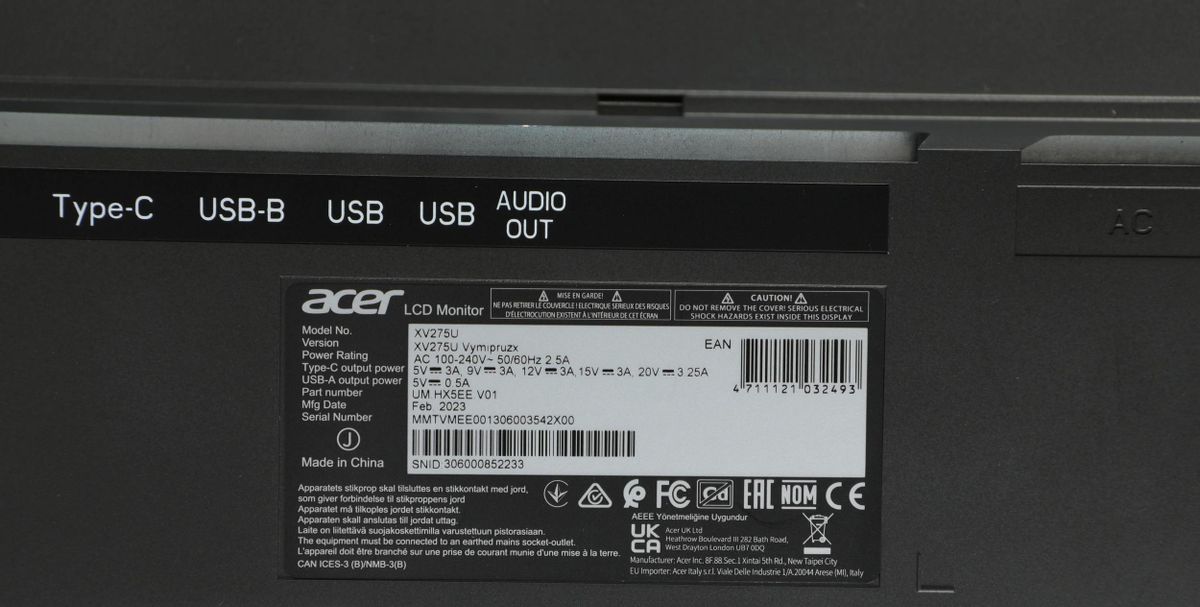 Type-C USB-B USB USB AUDIO OUT
AC
acer LCD Monitor
MISE EN GARDE!
NE PAS RETIRER LE COUVERCLE ! ELECTRIQUE SERIEUX DES RISQUES
D'ÉLECTROCUTION EXISTENT À L'INTÉRIEUR DE CET ÉCRAN
CAUTION!
DO NOT REMOVE THE COVER! SERIOUS ELECTRICAL
SHOCK HAZARDS EXIST INSIDE THIS DISPLAY
Model No. XV275U
Version XV275U Vymipruzx
Power Rating AC 100-240V~ 50/60Hz 2.5A
Type-C output power 5V⎓3A, 9V⎓3A, 12V⎓3A,15V⎓3A, 20V⎓3.25A
USB-A output power 5V⎓0.5A
Part number UM HX5EE V01
Mfg Date Feb 2023
Serial Number MMTVMEE001306003542X00
EAN
4 711121 032493
J
Made in China
SNID 306000852233
Apparatets stikprop skal tilsluttes en stikkontakt med jord,
som giver forbindelse til stikproppens jord
Apparatet må tilkoples jordet stikkontakt.
Apparaten skall anslutas till jordat uttag.
Laite on liitettävä suojakoskettimilla varustettuun pistorasiaan.
The equipment must be connected to an earthed mains socket-outlet.
L'appareil doit être branché sur une prise de courant munie d'une mise à la terre.
CAN ICES-3 (B)/NMB-3(B)
FC EAC NOM CE
AEEE Yönetmeliğine Uygundur
UK CA
Acer UK Ltd
Heathrow Boulevard III 282 Bath Road,
West Drayton London UB7 0DQ
Manufacturer: Acer Inc. 8F.88.Sec.1 Xintai 5th Rd., New Taipei City
EU Importer: Acer Italy s.r.l. Viale Delle Industrie 1/A.20044 Arese (MI), Italy